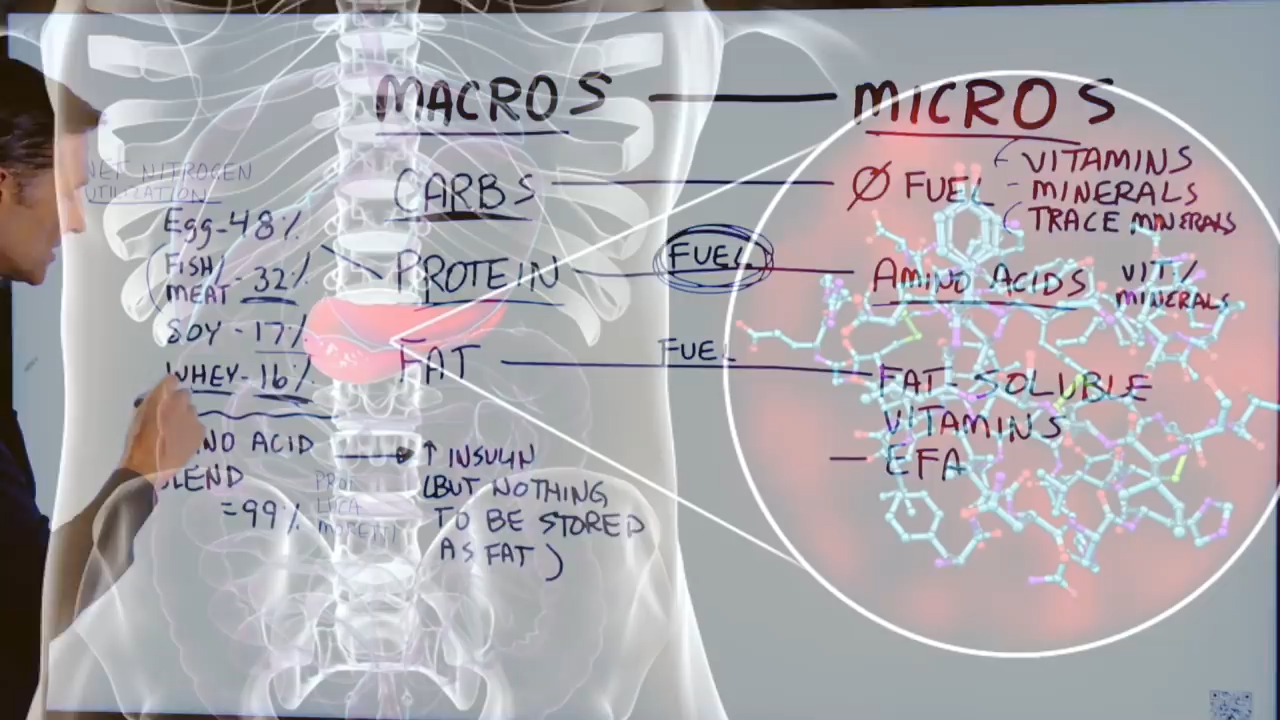 MACROS — MICROS
NET NITROGEN
UTILIZATION
Egg-48%
FISH/
MEAT - 32%
SOY - 17%
WHEY-16%
ACID
=99%
CARBS
Ø FUEL
- VITAMINS
- MINERALS
TRACE MINERALS
PROTEIN
FUEL
AMINO ACIDS
VIT/
MINERALS
FAT
FUEL
FAT-SOLUBLE
VITAMINS
— EFA
↑ INSULIN
(BUT NOTHING
TO BE STORED
AS FAT)
PROF
LUCA